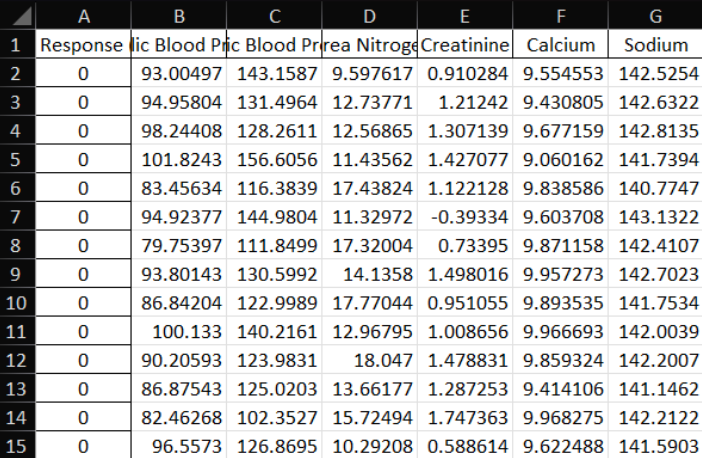 A B C D E F G
1 Response lic Blood Pr ic Blood Pre rea Nitroge Creatinine Calcium Sodium
2 0 93.00497 143.1587 9.597617 0.910284 9.554553 142.5254
3 0 94.95804 131.4964 12.73771 1.21242 9.430805 142.6322
4 0 98.24408 128.2611 12.56865 1.307139 9.677159 142.8135
5 0 101.8243 156.6056 11.43562 1.427077 9.060162 141.7394
6 0 83.45634 116.3839 17.43824 1.122128 9.838586 140.7747
7 0 94.92377 144.9804 11.32972 -0.39334 9.603708 143.1322
8 0 79.75397 111.8499 17.32004 0.73395 9.871158 142.4107
9 0 93.80143 130.5992 14.1358 1.498016 9.957273 142.7023
10 0 86.84204 122.9989 17.77044 0.951055 9.893535 141.7534
11 0 100.133 140.2161 12.96795 1.008656 9.966693 142.0039
12 0 90.20593 123.9831 18.047 1.478831 9.859324 142.2007
13 0 86.87543 125.0203 13.66177 1.287253 9.414106 141.1462
14 0 82.46268 102.3527 15.72494 1.747363 9.968275 142.2122
15 0 96.5573 126.8695 10.29208 0.588614 9.622488 141.5903